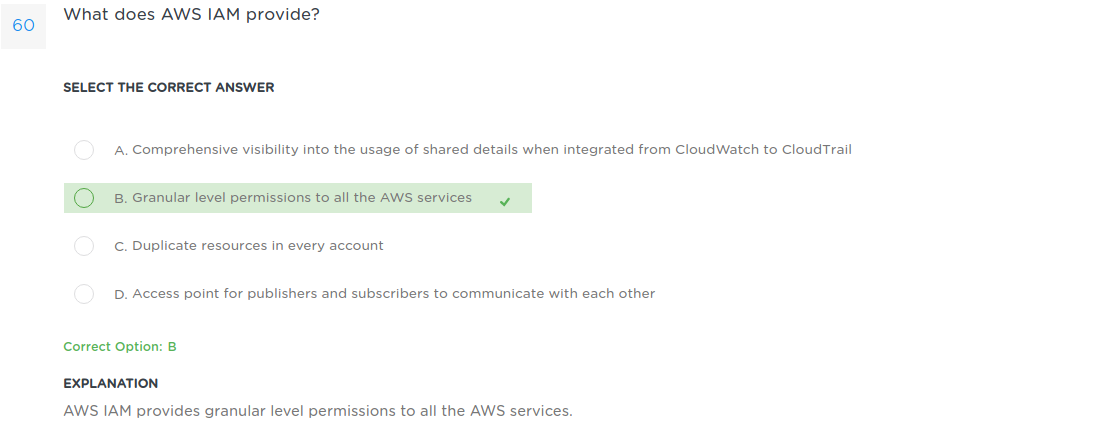 60
What does AWS IAM provide?
SELECT THE CORRECT ANSWER
A. Comprehensive visibility into the usage of shared details when integrated from CloudWatch to CloudTrail
B. Granular level permissions to all the AWS services
C. Duplicate resources in every account
D. Access point for publishers and subscribers to communicate with each other
Correct Option: B
EXPLANATION
AWS IAM provides granular level permissions to all the AWS services.